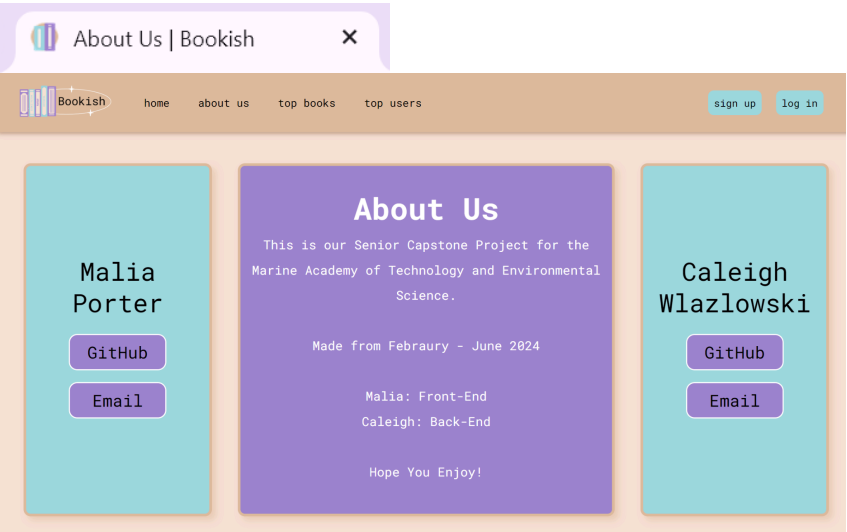 About Us | Bookish
Bookish
home
about us
top books
top users
sign up
log in
Malia
Porter
GitHub
Email
About Us
This is our Senior Capstone Project for the
Marine Academy of Technology and Environmental
Science.
Made from Febraury - June 2024
Malia: Front-End
Caleigh: Back-End
Hope You Enjoy!
Caleigh
Wlazlowski
GitHub
Email